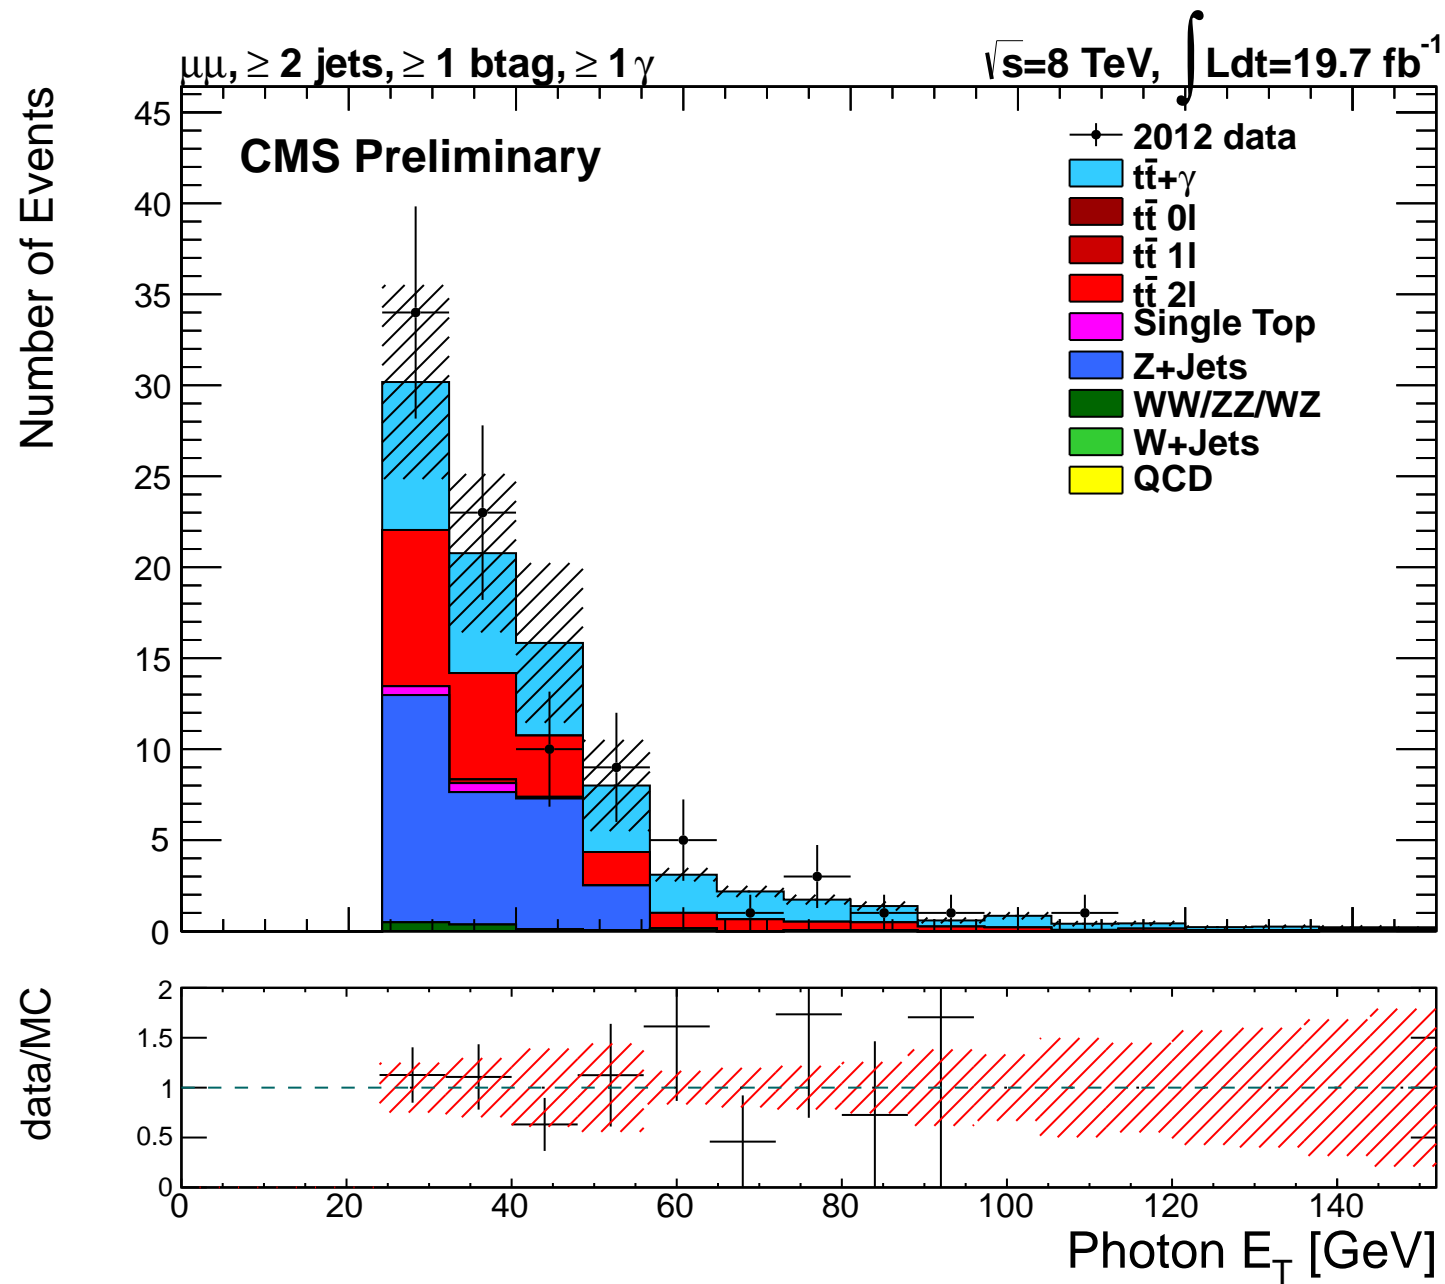 μμ, ≥ 2 jets, ≥ 1 btag, ≥ 1 γ
√s=8 TeV, ∫ Ldt=19.7 fb⁻¹
CMS Preliminary
Number of Events
45
40
35
30
25
20
15
10
5
0
2012 data
tt̄+γ
tt̄ 0l
tt̄ 1l
tt̄ 2l
Single Top
Z+Jets
WW/ZZ/WZ
W+Jets
QCD
data/MC
2
1.5
1
0.5
0
0 20 40 60 80 100 120 140
Photon E_T [GeV]